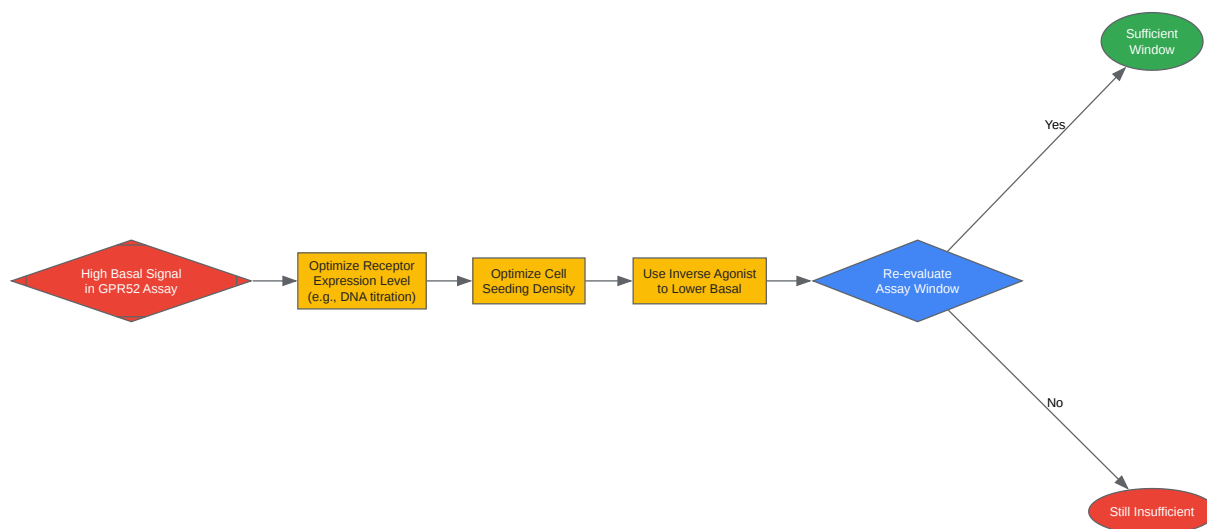 High Basal Signal
in GPR52 Assay
Optimize Receptor
Expression Level
(e.g., DNA titration)
Optimize Cell
Seeding Density
Use Inverse Agonist
to Lower Basal
Re-evaluate
Assay Window
Yes
Sufficient
Window
No
Still Insufficient